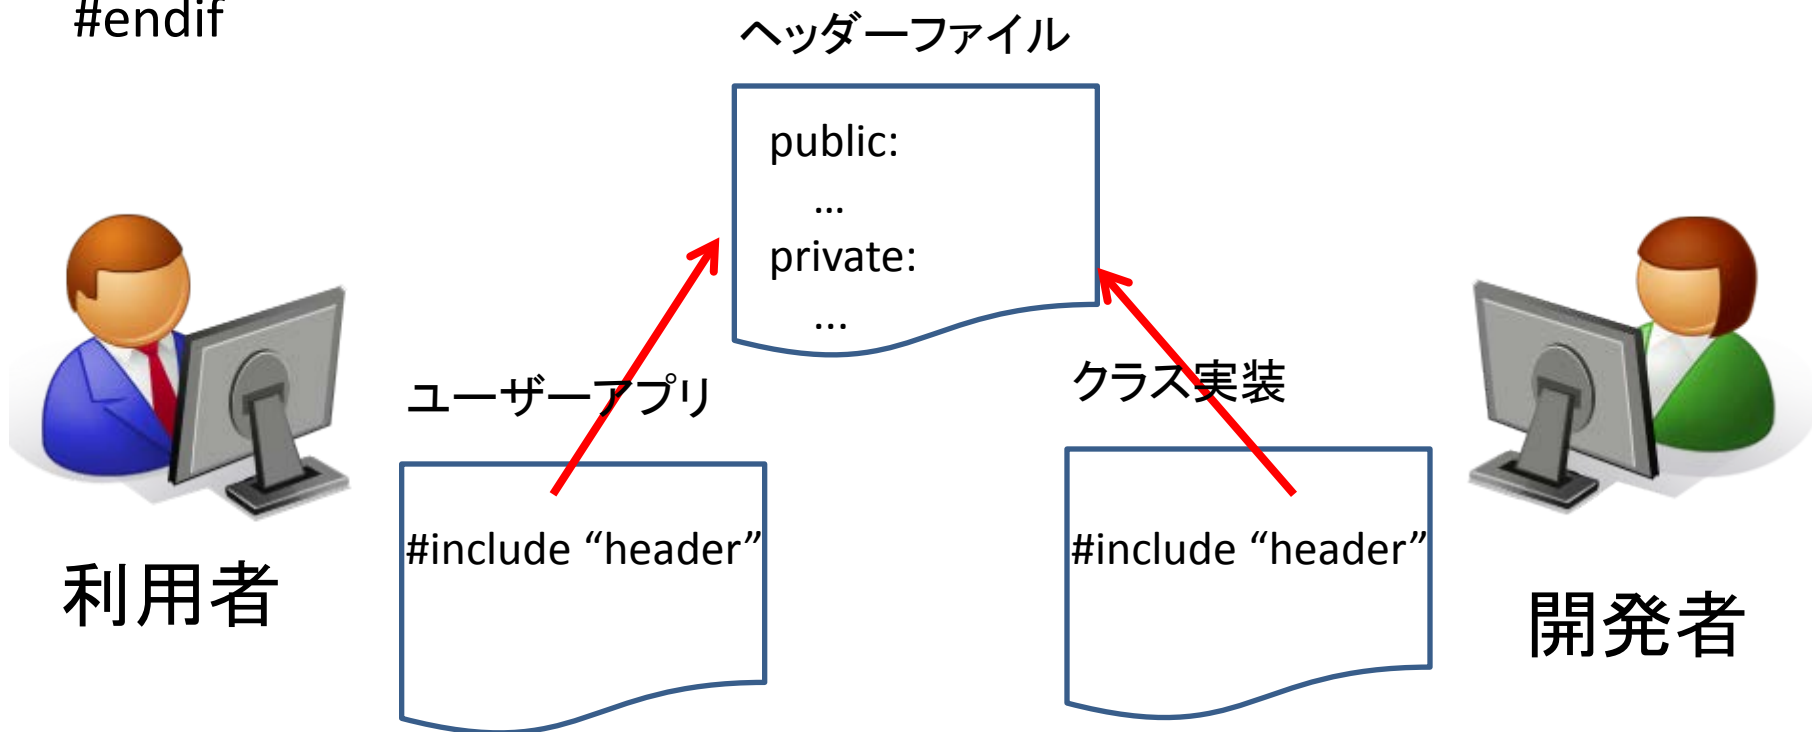 #endif
ヘッダーファイル
public:
…
private:
…
ユーザーアプリ
クラス実装
#include “header”
#include “header”
利用者
開発者